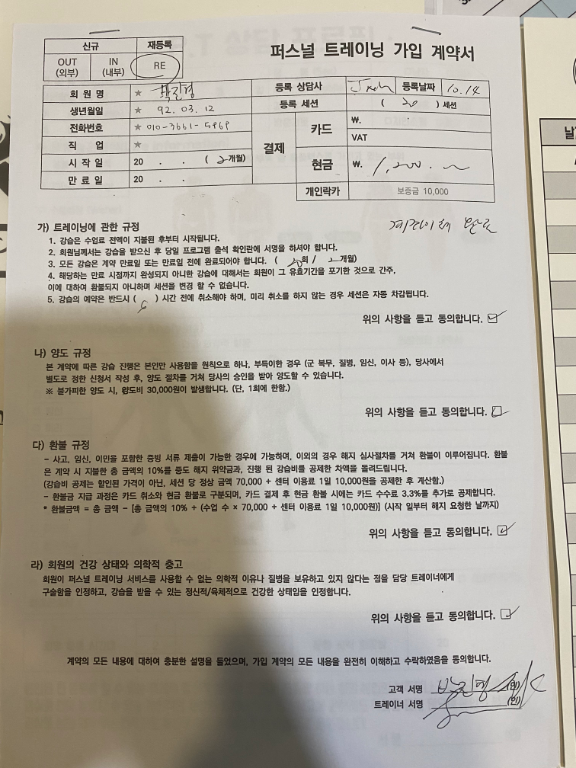 퍼스널 트레이닝 가입 계약서
신규 재등록
OUT (외부) IN (내부) RE
회 원 명 ★ 등록 상담사 등록날짜 10.14
생년월일 ★ 92. 03. 12 등록 세션 ( 20 ) 세션
전화번호 ★ 카드 ₩.
직 업 ★ VAT
시 작 일 20 . . ( 2개월) 결제 현금 ₩
만 료 일 20 . . 개인락카 보증금 10,000
계좌이체 완료
가) 트레이닝에 관한 규정
1. 강습은 수업료 전액이 지불된 후부터 시작됩니다.
2. 회원님께서는 강습을 받으신 후 당일 프로그램 출석 확인란에 서명을 하셔야 합니다.
3. 모든 강습은 계약 만료일 또는 만료일 전에 완료되어야 합니다. ( 20회 / 2개월)
4. 해당하는 만료 시점까지 완성되지 아니한 강습에 대해서는 회원이 그 유효기간을 포기한 것으로 간주,
이에 대하여 환불되지 아니하며 세션을 변경 할 수 없습니다.
5. 강습의 예약은 반드시 ( 6 ) 시간 전에 취소해야 하며, 미리 취소를 하지 않는 경우 세션은 자동 차감됩니다.
위의 사항을 듣고 동의합니다.
나) 양도 규정
본 계약에 따른 강습 진행은 본인만 사용함을 원칙으로 하나, 부득이한 경우 (군 복무, 질병, 임신, 이사 등), 당사에서
별도로 정한 신청서 작성 후, 양도 절차를 거쳐 당사의 승인을 받아 양도할 수 있습니다.
※ 불가피한 양도 시, 양도비 30,000원이 발생합니다. (단, 1회에 한함.)
위의 사항을 듣고 동의합니다.
다) 환불 규정
- 사고, 임신, 이민을 포함한 증빙 서류 제출이 가능한 경우에 가능하며, 이외의 경우 해지 심사절차를 거쳐 환불이 이루어집니다. 환불
은 계약 시 지불한 총 금액의 10%를 중도 해지 위약금과, 진행 된 강습비를 공제한 차액을 돌려드립니다.
(강습비 공제는 할인된 가격이 아닌, 세션 당 정상 금액 70,000 + 센터 이용료 1일 10,000원을 공제한 후 계산함.)
- 환불금 지급 과정은 카드 취소와 현금 환불로 구분되며, 카드 결제 후 현금 환불 시에는 카드 수수료 3.3%를 추가로 공제합니다.
* 환불금액 = 총 금액 - [총 금액의 10% + (수업 수 × 70,000 + 센터 이용료 1일 10,000원)] (시작 일부터 해지 요청한 날까지)
위의 사항을 듣고 동의합니다.
라) 회원의 건강 상태와 의학적 충고
회원이 퍼스널 트레이닝 서비스를 사용할 수 없는 의학적 이유나 질병을 보유하고 있지 않다는 점을 담당 트레이너에게
구술함을 인정하고, 강습을 받을 수 있는 정신적/육체적으로 건강한 상태임을 인정합니다.
위의 사항을 듣고 동의합니다.
계약의 모든 내용에 대하여 충분한 설명을 들었으며, 가입 계약의 모든 내용을 완전히 이해하고 수락하였음을 동의합니다.
고객 서명 (인)
트레이너 서명 (인)